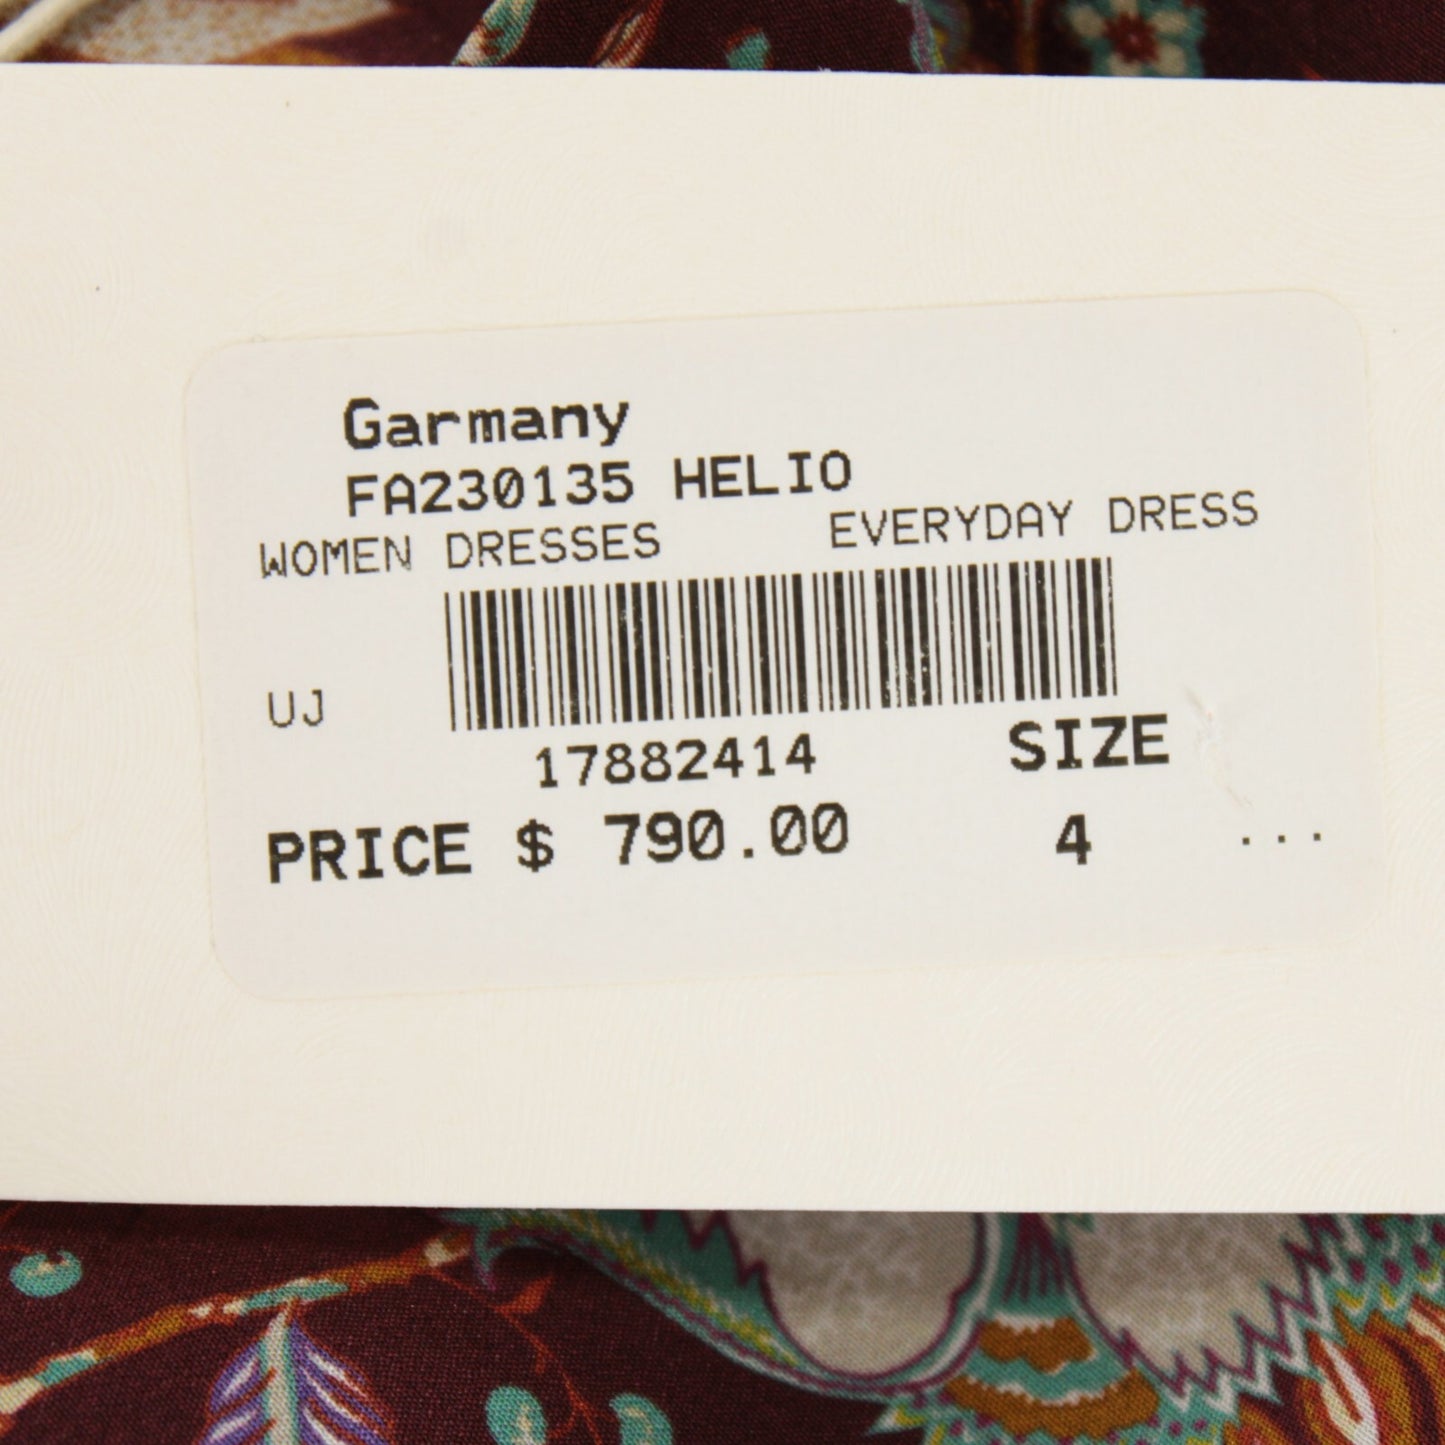 Garmany
FA230135 HELIO
WOMEN DRESSES EVERYDAY DRESS
UJ
17882414 SIZE
PRICE $ 790.00 4 ...